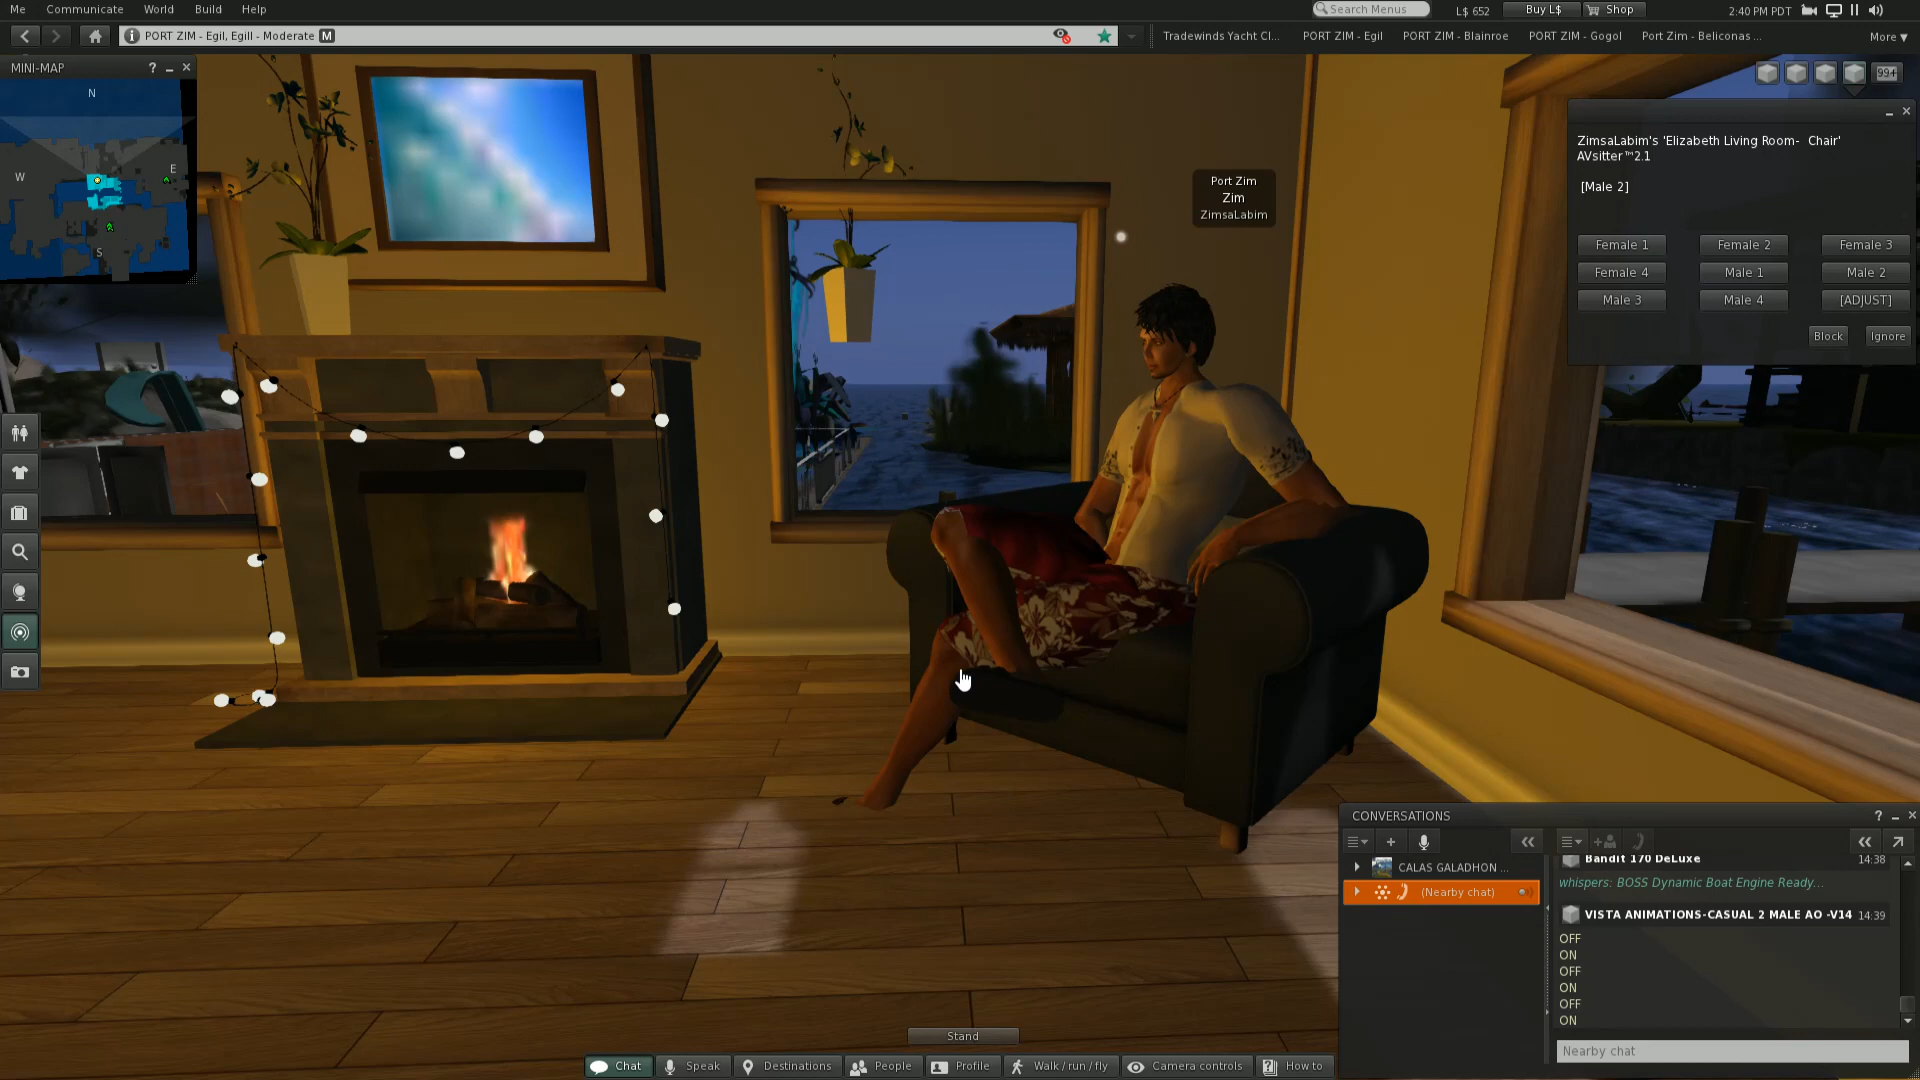 Me Communicate World Build Help
Search Menus
L$ 652
Buy L$
Shop
2:40 PM PDT
PORT ZIM - Egil, Egill - Moderate M
Tradewinds Yacht Cl...
PORT ZIM - Egil
PORT ZIM - Blainroe
PORT ZIM - Gogol
Port Zim - Beliconas ...
More
MINI-MAP ?
N
W
E
S
99+
ZimsaLabim's 'Elizabeth Living Room- Chair'
AVsitter™2.1
[Male 2]
Female 1 Female 2 Female 3
Female 4 Male 1 Male 2
Male 3 Male 4 [ADJUST]
Block Ignore
Port Zim
Zim
ZimsaLabim
CONVERSATIONS ?
CALAS GALADHON ...
(Nearby chat)
Bandit 170 DeLuxe 14:38
whispers: BOSS Dynamic Boat Engine Ready...
VISTA ANIMATIONS-CASUAL 2 MALE AO -V14 14:39
OFF
ON
OFF
ON
OFF
ON
Nearby chat
Stand
Chat Speak Destinations People Profile Walk / run / fly Camera controls How to